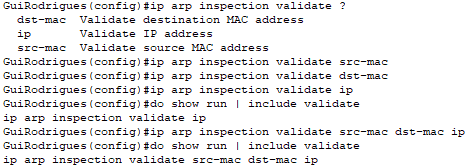 GuiRodrigues(config)#ip arp inspection validate ?
  dst-mac  Validate destination MAC address
  ip       Validate IP address
  src-mac  Validate source MAC address
GuiRodrigues(config)#ip arp inspection validate src-mac
GuiRodrigues(config)#ip arp inspection validate dst-mac
GuiRodrigues(config)#ip arp inspection validate ip
GuiRodrigues(config)#do show run | include validate
ip arp inspection validate ip
GuiRodrigues(config)#ip arp inspection validate src-mac dst-mac ip
GuiRodrigues(config)#do show run | include validate
ip arp inspection validate src-mac dst-mac ip